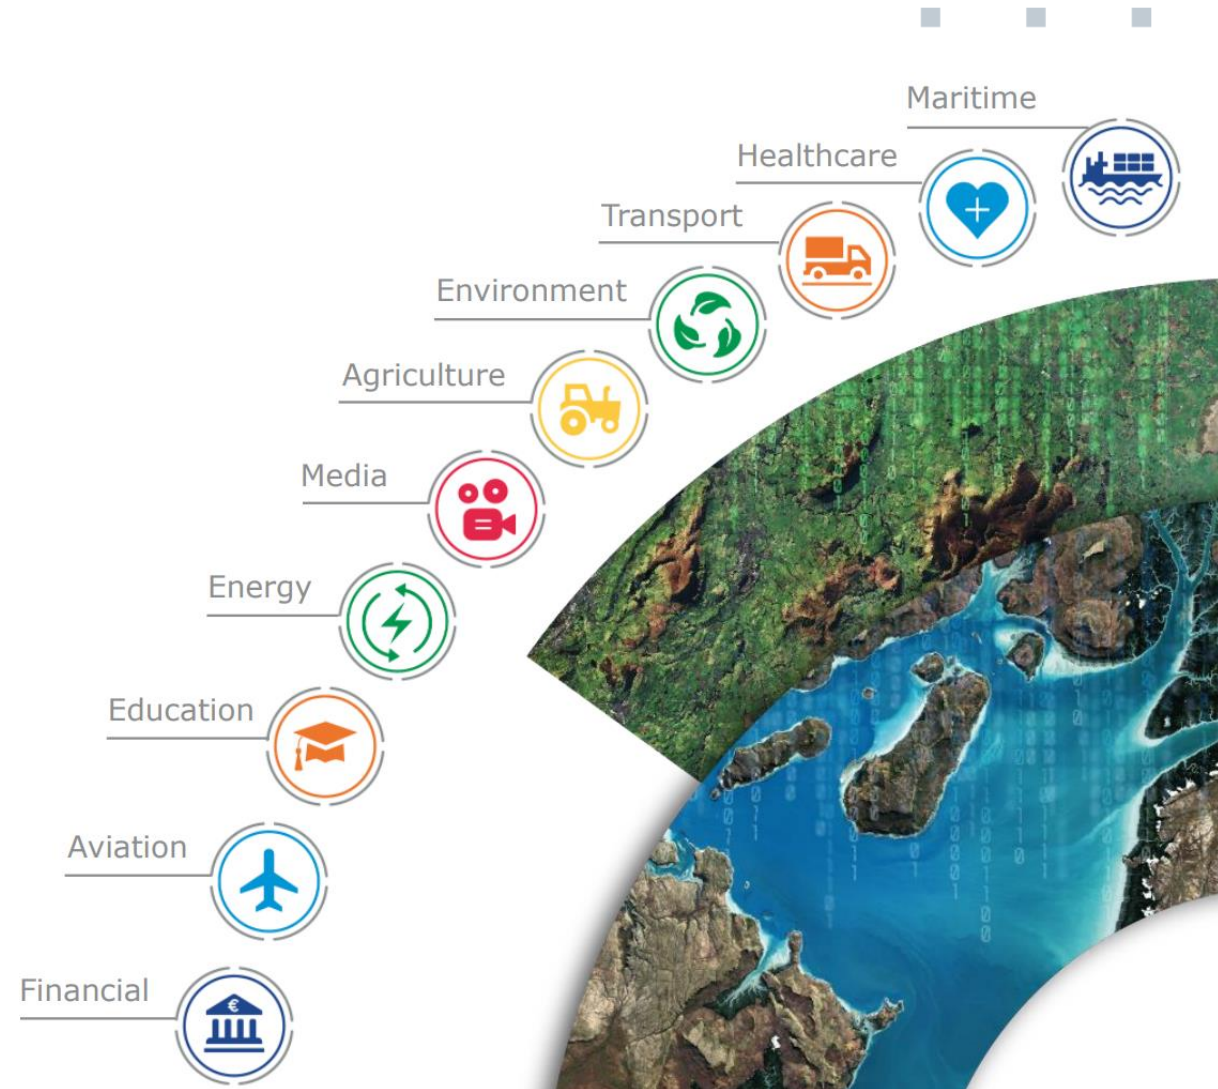 Maritime
Healthcare
Transport
Environment
Agriculture
Media
Energy
Education
Aviation
Financial
€